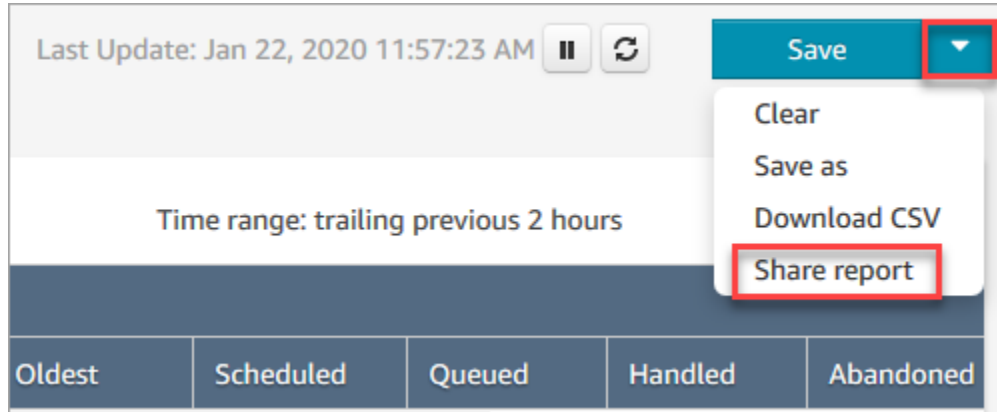 Last Update: Jan 22, 2020 11:57:23 AM
Save
Clear
Save as
Time range: trailing previous 2 hours
Download CSV
Share report
Oldest Scheduled Queued Handled Abandoned